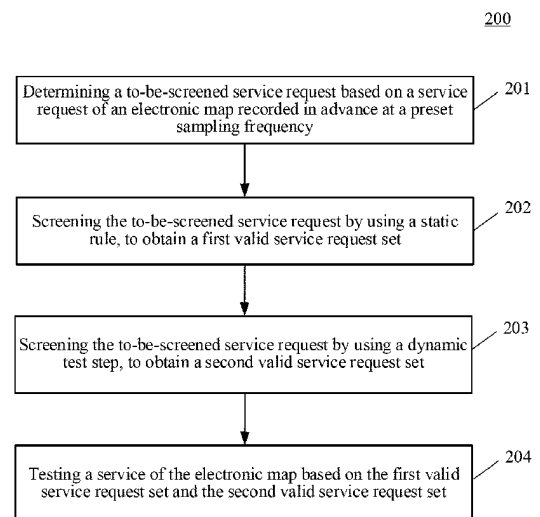 200
Determining a to-be-screened service request based on a service
request of an electronic map recorded in advance at a preset
sampling frequency
201
Screening the to-be-screened service request by using a static
rule, to obtain a first valid service request set
202
Screening the to-be-screened service request by using a dynamic
test step, to obtain a second valid service request set
203
Testing a service of the electronic map based on the first valid
service request set and the second valid service request set
204